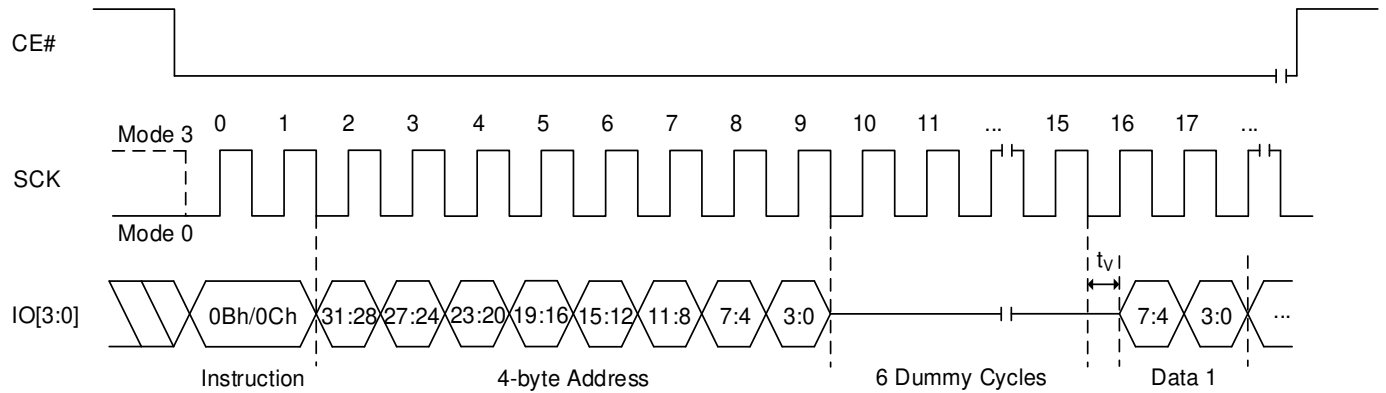 CE#
Mode 3
0 1 2 3 4 5 6 7 8 9 10 11 ... 15 16 17 ...
SCK
Mode 0
tV
IO[3:0]
0Bh/0Ch 31:28 27:24 23:20 19:16 15:12 11:8 7:4 3:0 7:4 3:0 ...
Instruction 4-byte Address 6 Dummy Cycles Data 1